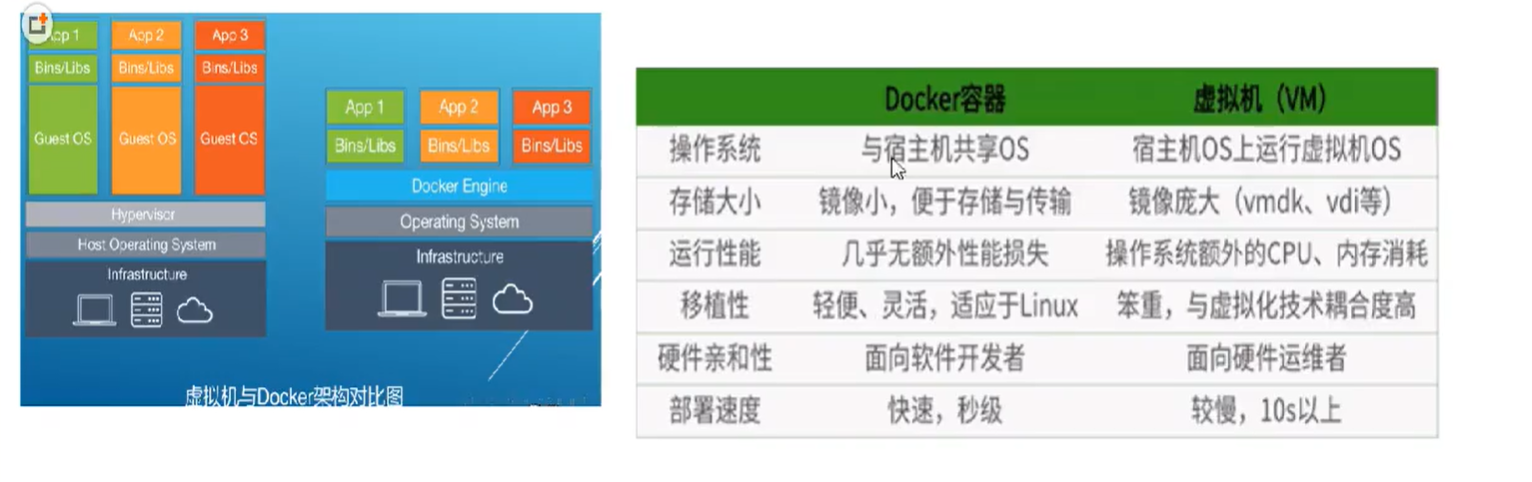 App 1 App 2 App 3
Bins/Libs Bins/Libs Bins/Libs
Guest OS Guest OS Guest OS
Hypervisor
Host Operating System
Infrastructure
App 1 App 2 App 3
Bins/Libs Bins/Libs Bins/Libs
Docker Engine
Operating System
Infrastructure
虚拟机与Docker架构对比图
Docker容器 虚拟机（VM）
操作系统 与宿主机共享OS 宿主机OS上运行虚拟机OS
存储大小 镜像小，便于存储与传输 镜像庞大（vmdk、vdi等）
运行性能 几乎无额外性能损失 操作系统额外的CPU、内存消耗
移植性 轻便、灵活，适应于Linux 笨重，与虚拟化技术耦合度高
硬件亲和性 面向软件开发者 面向硬件运维者
部署速度 快速，秒级 较慢，10s以上